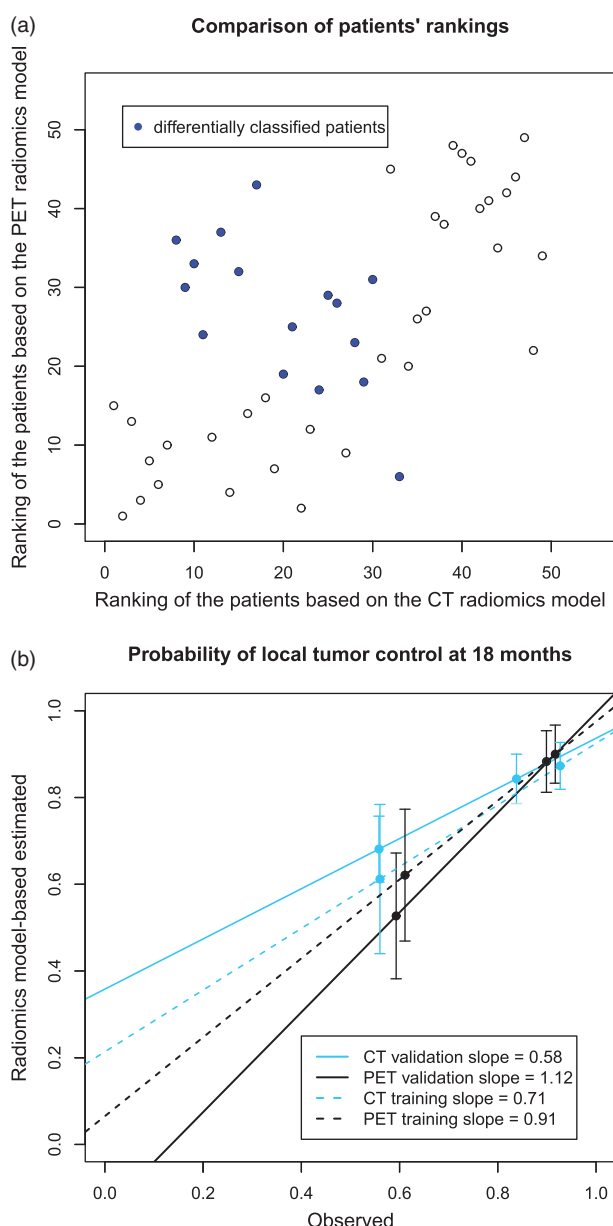 (a)
Comparison of patients' rankings
Ranking of the patients based on the PET radiomics model
50
40
30
20
10
0
differentially classified patients
0 10 20 30 40 50
Ranking of the patients based on the CT radiomics model
(b)
Probability of local tumor control at 18 months
Radiomics model-based estimated
1.0
0.8
0.6
0.4
0.2
0.0
CT validation slope = 0.58
PET validation slope = 1.12
CT training slope = 0.71
PET training slope = 0.91
0.0 0.2 0.4 0.6 0.8 1.0
Observed